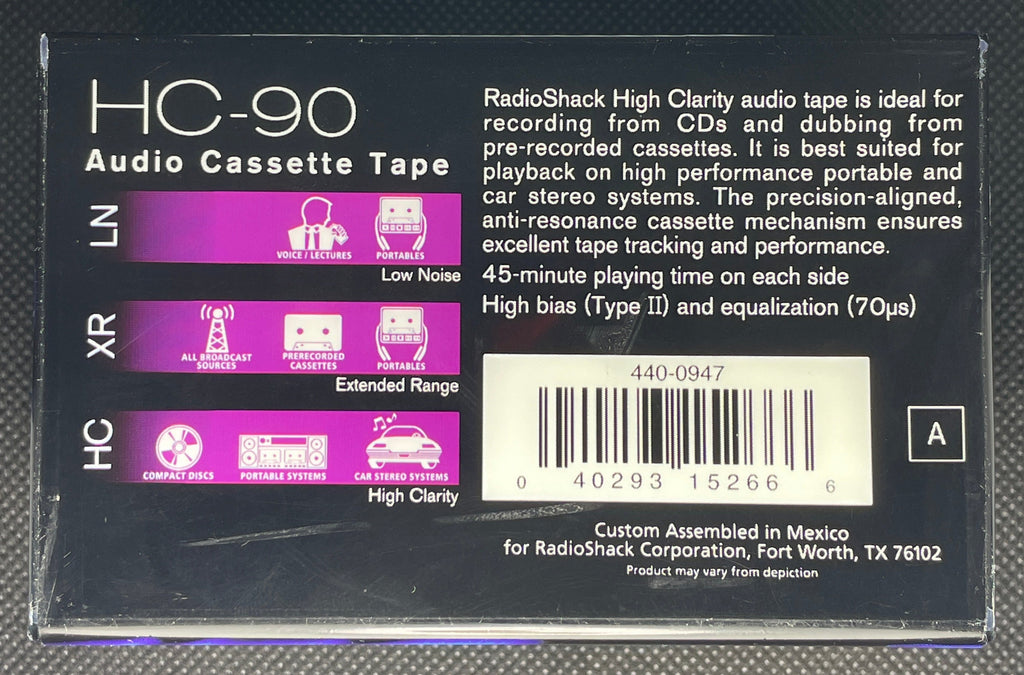 HC-90
Audio Cassette Tape
LN
VOICE / LECTURES
PORTABLES
Low Noise
XR
ALL BROADCAST
SOURCES
PRERECORDED
CASSETTES
PORTABLES
Extended Range
HC
COMPACT DISCS
PORTABLE SYSTEMS
CAR STEREO SYSTEMS
High Clarity
RadioShack High Clarity audio tape is ideal for
recording from CDs and dubbing from
pre-recorded cassettes. It is best suited for
playback on high performance portable and
car stereo systems. The precision-aligned,
anti-resonance cassette mechanism ensures
excellent tape tracking and performance.
45-minute playing time on each side
High bias (Type II) and equalization (70µs)
440-0947
0 40293 15266 6
A
Custom Assembled in Mexico
for RadioShack Corporation, Fort Worth, TX 76102
Product may vary from depiction